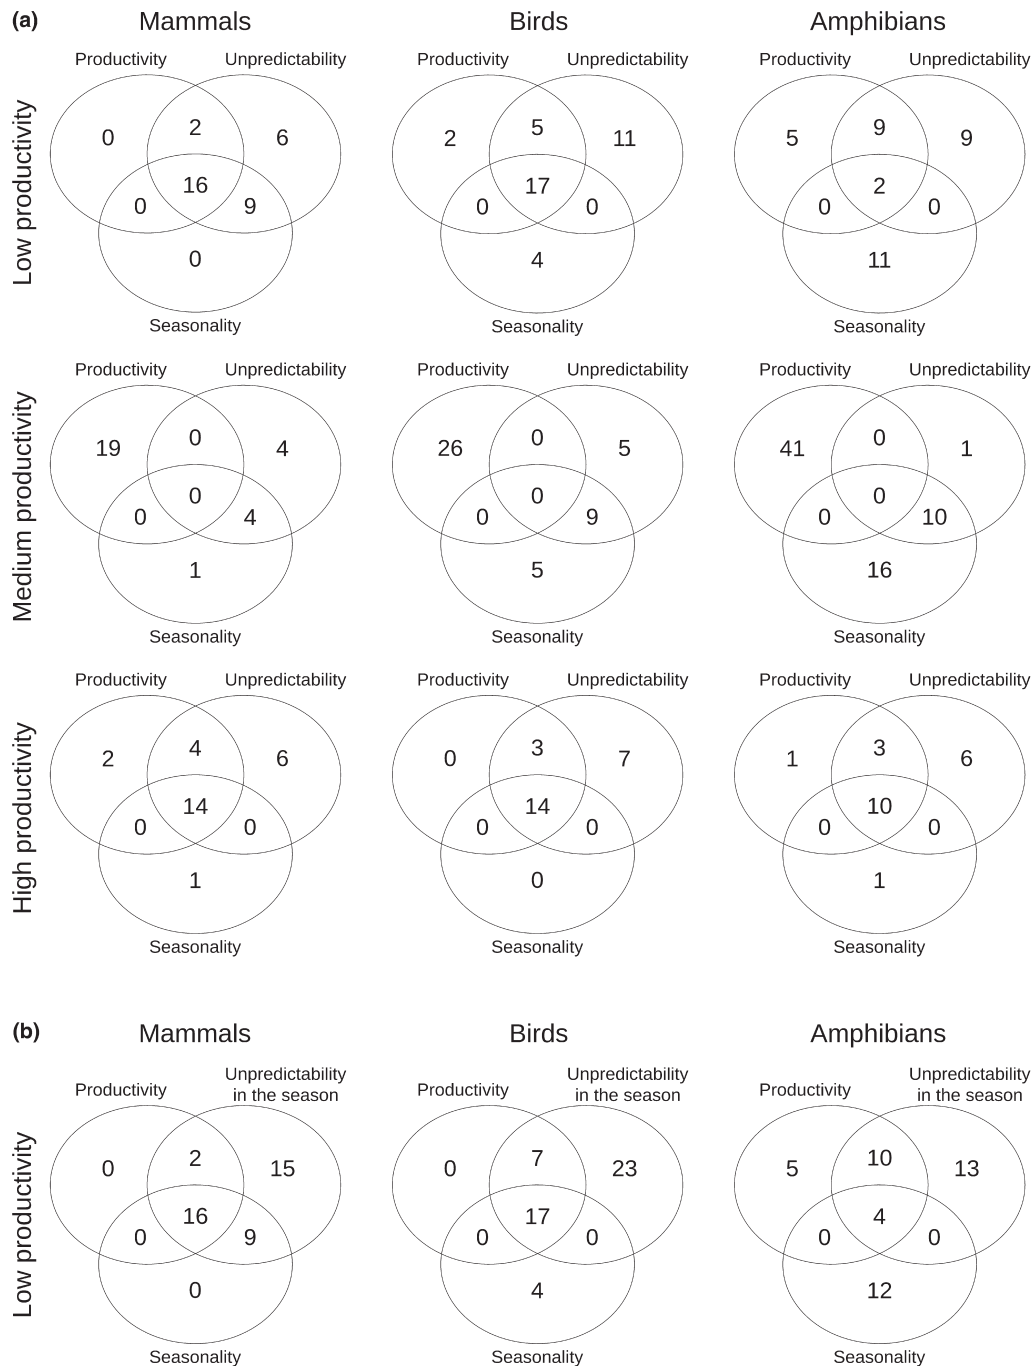 (a) Mammals Birds Amphibians
Productivity Unpredictability Productivity Unpredictability Productivity Unpredictability
Low productivity
0 2 6 2 5 11 5 9 9
16 17 2
0 9 0 0 0 0
0 4 11
Seasonality Seasonality Seasonality
Productivity Unpredictability Productivity Unpredictability Productivity Unpredictability
Medium productivity
19 0 4 26 0 5 41 0 1
0 0 0
0 4 0 9 0 10
1 5 16
Seasonality Seasonality Seasonality
Productivity Unpredictability Productivity Unpredictability Productivity Unpredictability
High productivity
2 4 6 0 3 7 1 3 6
14 14 10
0 0 0 0 0 0
1 0 1
Seasonality Seasonality Seasonality
(b) Mammals Birds Amphibians
Unpredictability Unpredictability Unpredictability
Productivity in the season Productivity in the season Productivity in the season
Low productivity
0 2 15 0 7 23 5 10 13
16 17 4
0 9 0 0 0 0
0 4 12
Seasonality Seasonality Seasonality